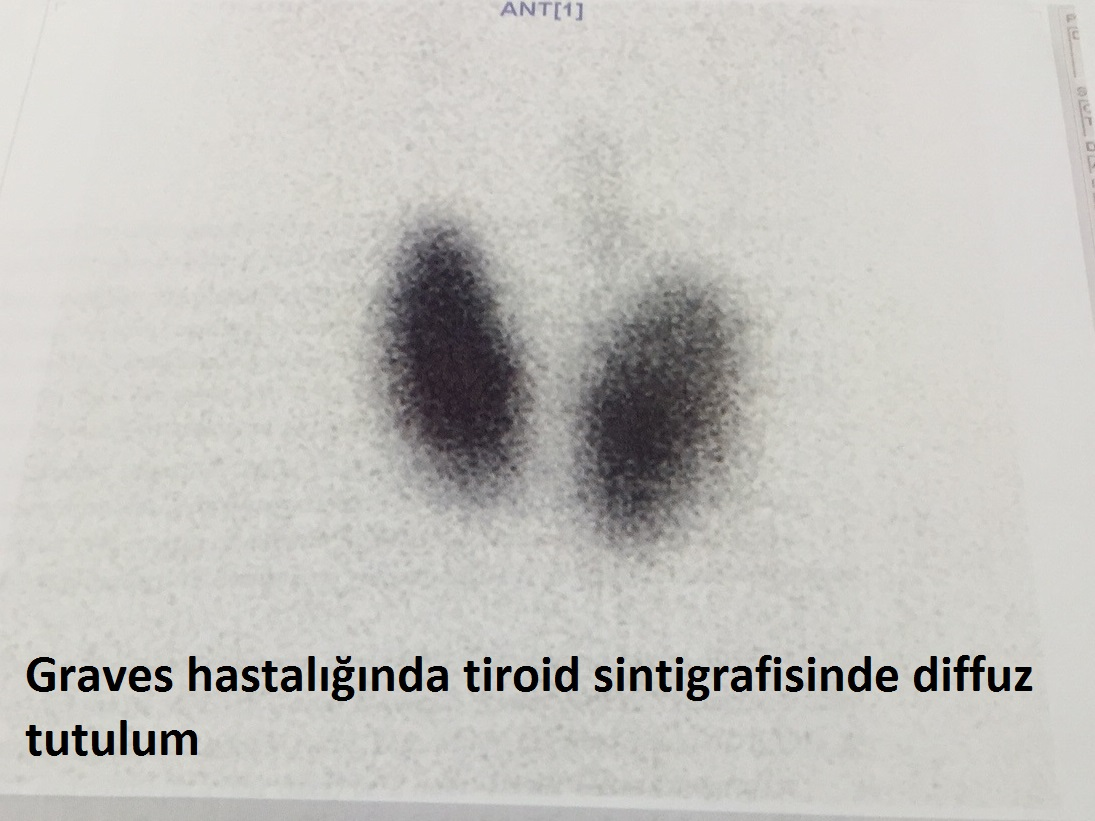 ANT[1]
Graves hastalığında tiroid sintigrafisinde diffuz
tutulum